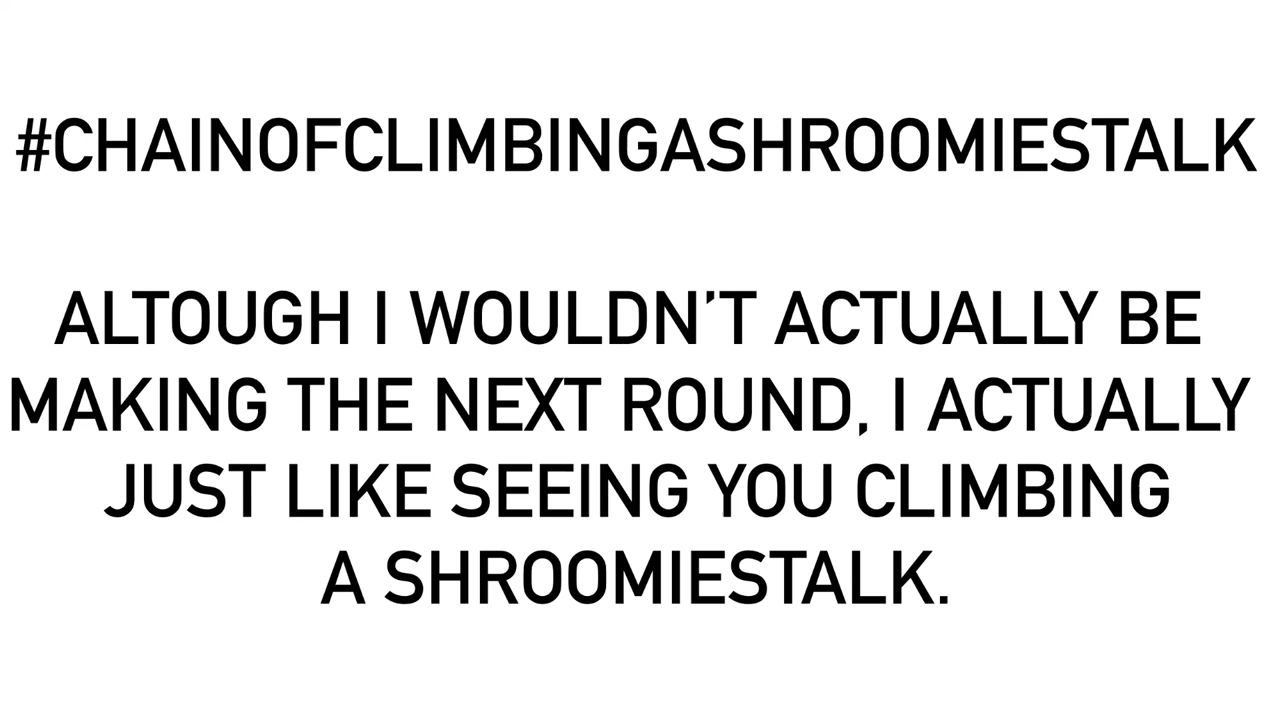 #CHAINOFCLIMBINGASHROOMIESTALK
ALTOUGH I WOULDN’T ACTUALLY BE
MAKING THE NEXT ROUND, I ACTUALLY
JUST LIKE SEEING YOU CLIMBING
A SHROOMIESTALK.